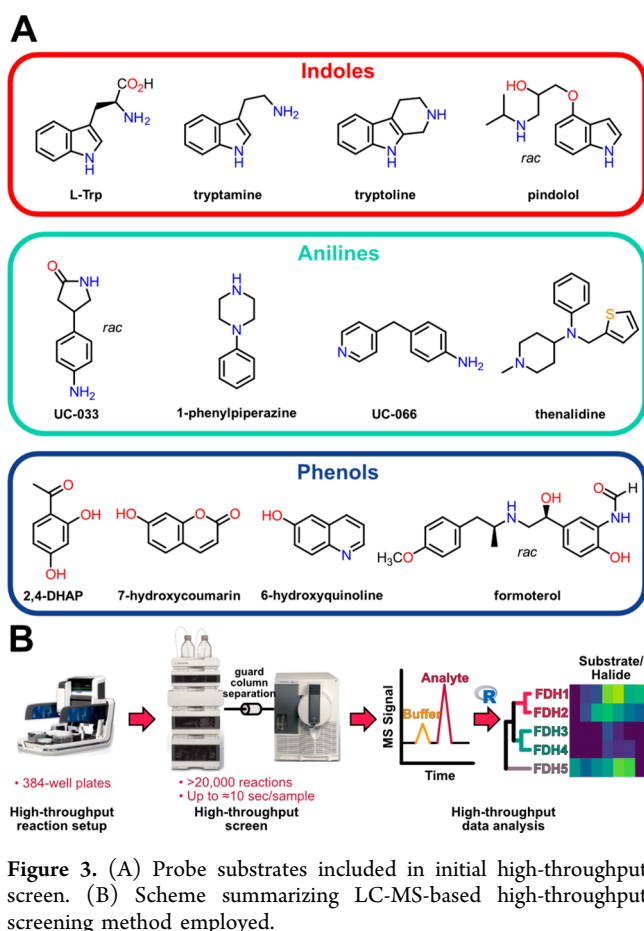 A
Indoles
CO₂H
NH₂
N
H
L-Trp
NH₂
N
H
tryptamine
NH
N
H
tryptoline
HO
O
NH
rac
N
H
pindolol
Anilines
O
NH
rac
NH₂
UC-033
H
N
N
1-phenylpiperazine
N
NH₂
UC-066
S
N
N
thenalidine
Phenols
O
OH
OH
2,4-DHAP
HO
O
O
7-hydroxycoumarin
HO
N
6-hydroxyquinoline
H₃CO
H
N
OH
rac
O
H
NH
OH
formoterol
B
• 384-well plates
High-throughput
reaction setup
guard
column
separation
• >20,000 reactions
• Up to ≈10 sec/sample
High-throughput
screen
MS Signal
Buffer
Analyte
Time
R
High-throughput
data analysis
Substrate/
Halide
FDH1
FDH2
FDH3
FDH4
FDH5
Figure 3. (A) Probe substrates included in initial high-throughput
screen. (B) Scheme summarizing LC-MS-based high-throughput
screening method employed.